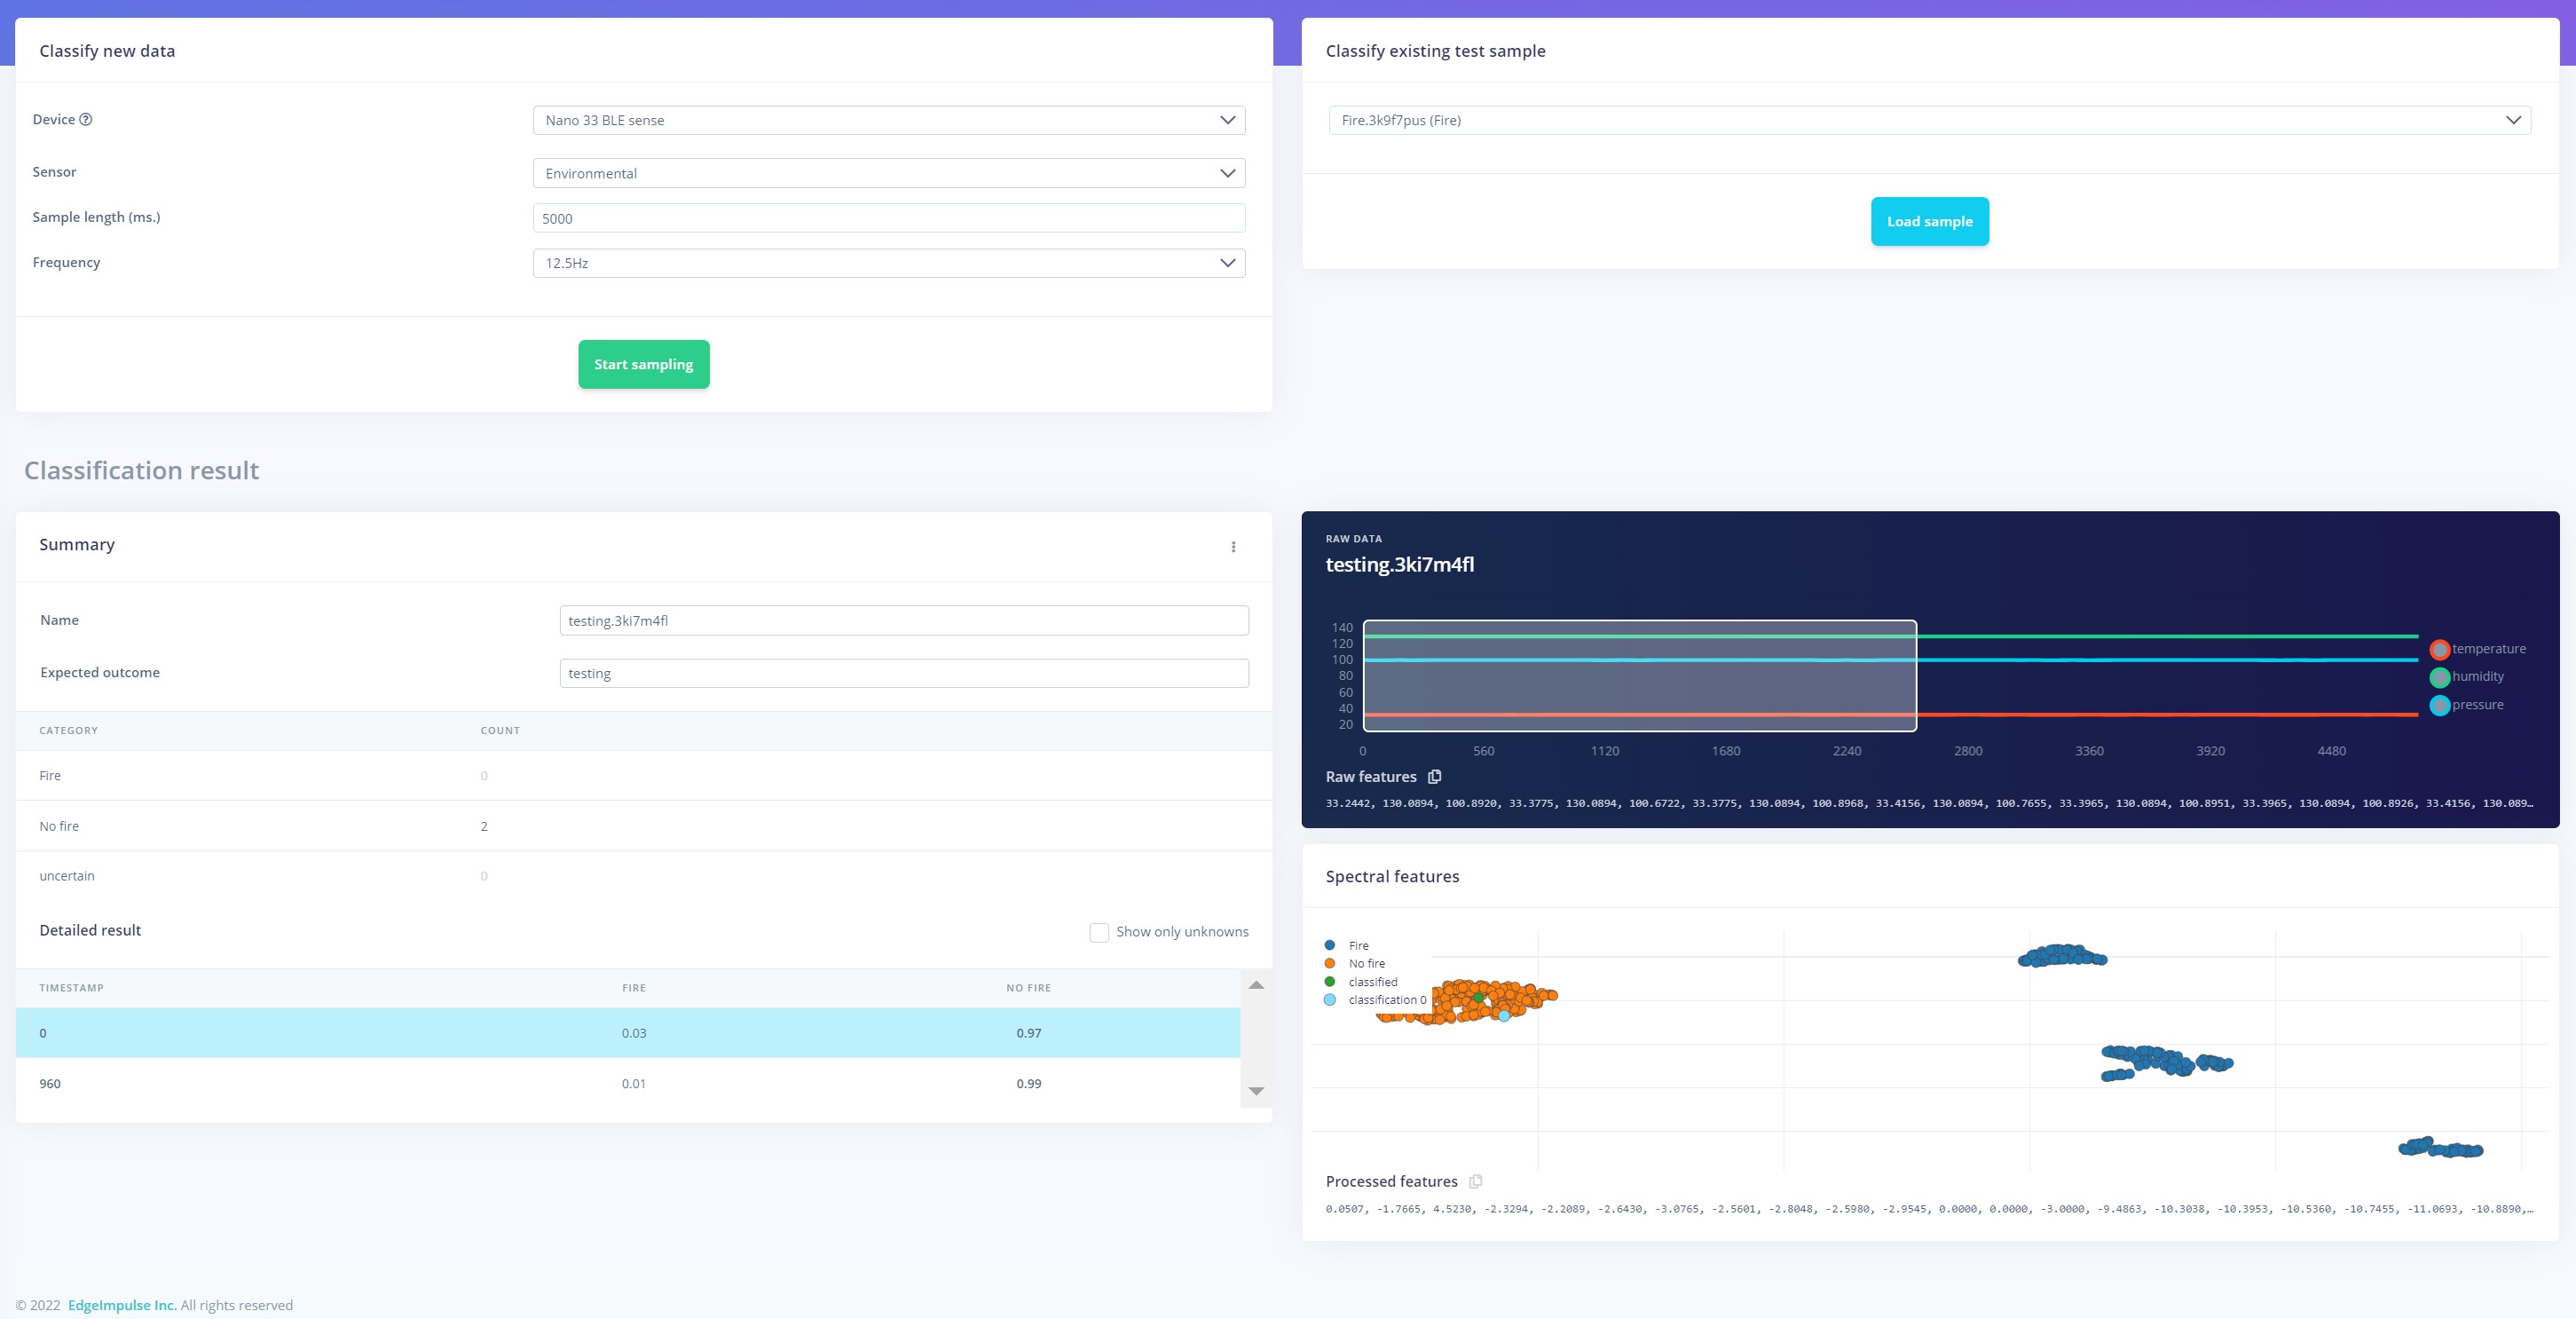 Classify new data
Device
Nano 33 BLE sense
Sensor
Environmental
Sample length (ms.)
5000
Frequency
12.5Hz
Start sampling
Classify existing test sample
Fire.3k9f7pus (Fire)
Load sample
Classification result
Summary
Name
testing.3ki7m4fl
Expected outcome
testing
CATEGORY COUNT
Fire 0
No fire 2
uncertain 0
Detailed result
Show only unknowns
TIMESTAMP FIRE NO FIRE
0 0.03 0.97
960 0.01 0.99
RAW DATA
testing.3ki7m4fl
140
120
100
80
60
40
20
0 560 1120 1680 2240 2800 3360 3920 4480
temperature
humidity
pressure
Raw features
33.2442, 130.0894, 100.8920, 33.3775, 130.0894, 100.6722, 33.3775, 130.0894, 100.8968, 33.4156, 130.0894, 100.7655, 33.3965, 130.0894, 100.8951, 33.3965, 130.0894, 100.8926, 33.4156, 130.089…
Spectral features
Fire
No fire
classified
classification 0
Processed features
0.0507, -1.7665, 4.5230, -2.3294, -2.2089, -2.6430, -3.0765, -2.5601, -2.8048, -2.5980, -2.9545, 0.0000, 0.0000, -3.0000, -9.4863, -10.3038, -10.3953, -10.5360, -10.7455, -11.0693, -10.8890,…
© 2022 EdgeImpulse Inc. All rights reserved